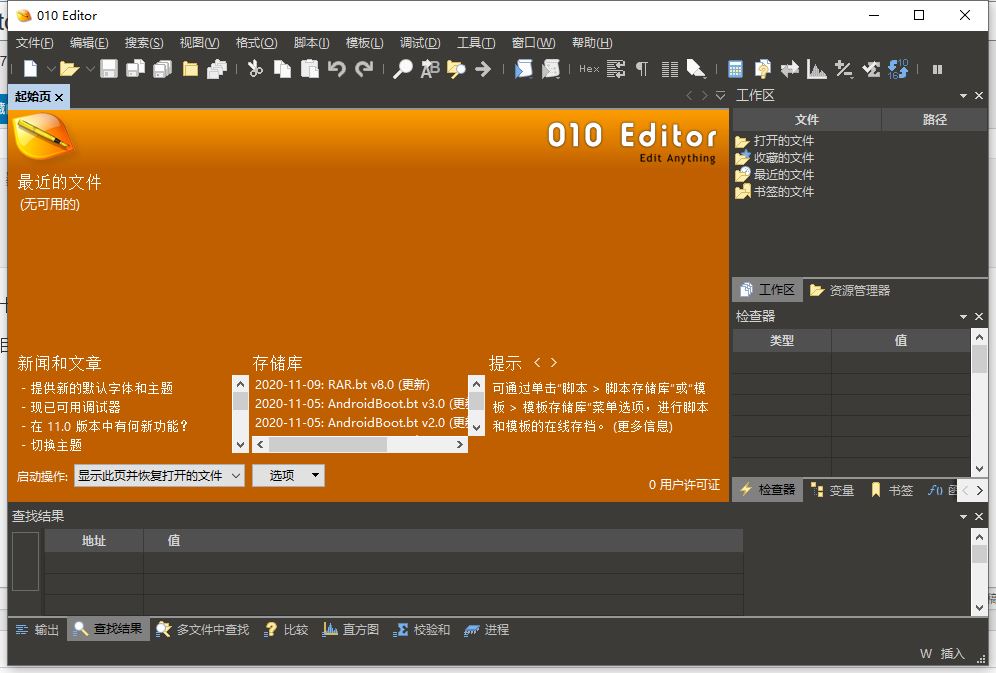 010 Editor
文件(F) 编辑(E) 搜索(S) 视图(V) 格式(O) 脚本(I) 模板(L) 调试(D) 工具(T) 窗口(W) 帮助(H)
Hex
起始页
工作区
010 Editor
Edit Anything
文件 路径
打开的文件
收藏的文件
最近的文件
书签的文件
最近的文件
(无可用的)
工作区 资源管理器
检查器
类型 值
新闻和文章
- 提供新的默认字体和主题
- 现已可用调试器
- 在 11.0 版本中有何新功能?
- 切换主题
存储库
2020-11-09: RAR.bt v8.0 (更新)
2020-11-05: AndroidBoot.bt v3.0 (更
2020-11-05: AndroidBoot.bt v2.0 (更
提示 < >
可通过单击"脚本 > 脚本存储库"或"模
板 > 模板存储库"菜单选项，进行脚本
和模板的在线存档。 (更多信息)
启动操作: 显示此页并恢复打开的文件 选项
0 用户许可证
检查器 变量 书签 f()
查找结果
地址 值
输出 查找结果 多文件中查找 比较 直方图 校验和 进程
W 插入